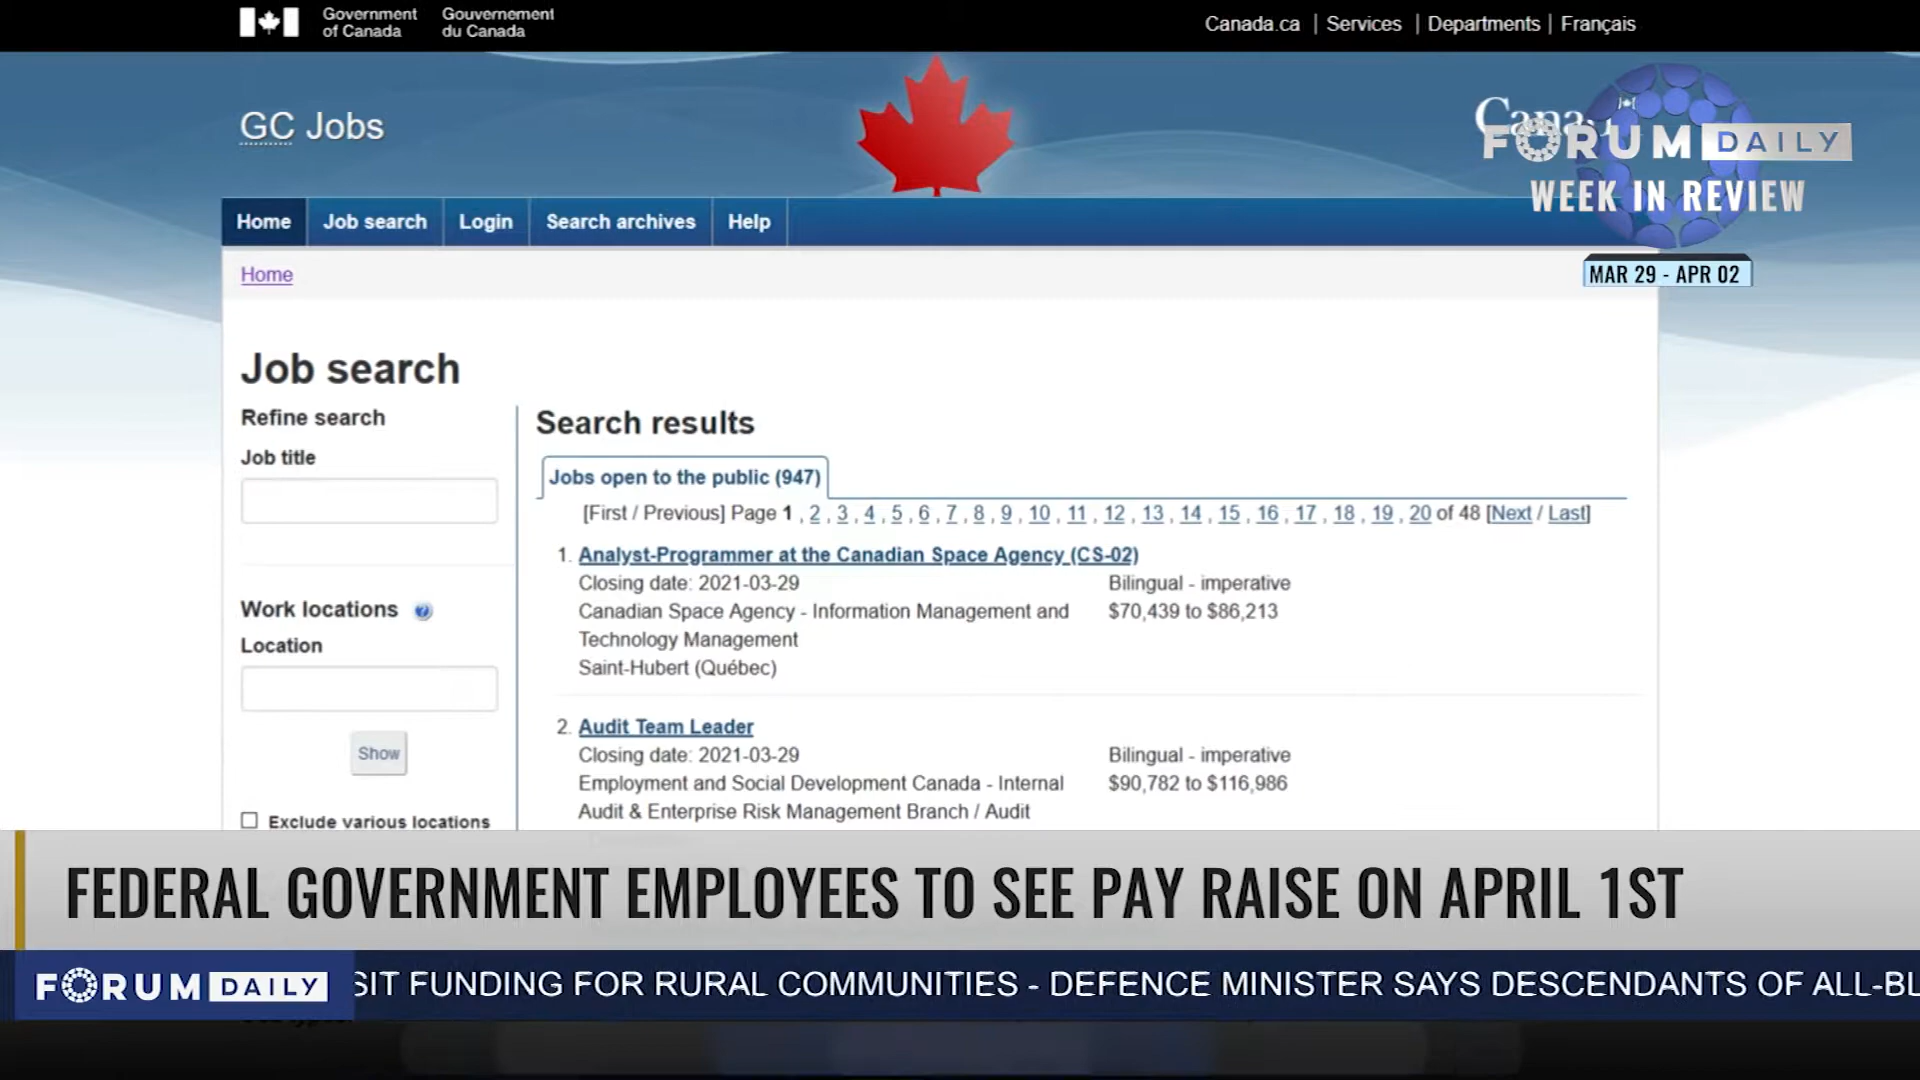 Government of Canada
Gouvernement du Canada
Canada.ca | Services | Departments | Français
GC Jobs
FORUM DAILY
WEEK IN REVIEW
MAR 29 - APR 02
Home
Job search
Login
Search archives
Help
Home
Job search
Refine search
Job title
Work locations
Location
Show
Exclude various locations
Search results
Jobs open to the public (947)
[First / Previous] Page 1 , 2 , 3 , 4 , 5 , 6 , 7 , 8 , 9 , 10 , 11 , 12 , 13 , 14 , 15 , 16 , 17 , 18 , 19 , 20 of 48 [Next / Last]
1. Analyst-Programmer at the Canadian Space Agency (CS-02)
Closing date: 2021-03-29
Bilingual - imperative
Canadian Space Agency - Information Management and
$70,439 to $86,213
Technology Management
Saint-Hubert (Québec)
2. Audit Team Leader
Closing date: 2021-03-29
Bilingual - imperative
Employment and Social Development Canada - Internal
$90,782 to $116,986
Audit & Enterprise Risk Management Branch / Audit
FEDERAL GOVERNMENT EMPLOYEES TO SEE PAY RAISE ON APRIL 1ST
FORUM DAILY
SIT FUNDING FOR RURAL COMMUNITIES - DEFENCE MINISTER SAYS DESCENDANTS OF ALL-BL